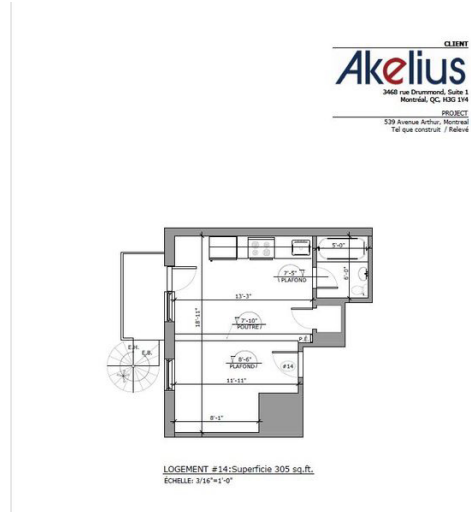 CLIENT
Akelius
3468 rue Drummond, Suite 1
Montréal, QC, H3G 1Y4
PROJECT
539 Avenue Arthur, Montreal
Tel que construit / Relevé
5'-0"
6'-0"
7'-5"
PLAFOND
13'-3"
18'-11"
7'-10"
POUTRE
P.E.
E.H.
E.B.
8'-6"
PLAFOND
#14
11'-11"
8'-1"
LOGEMENT #14:Superficie 305 sq.ft.
ÉCHELLE: 3/16"=1'-0"